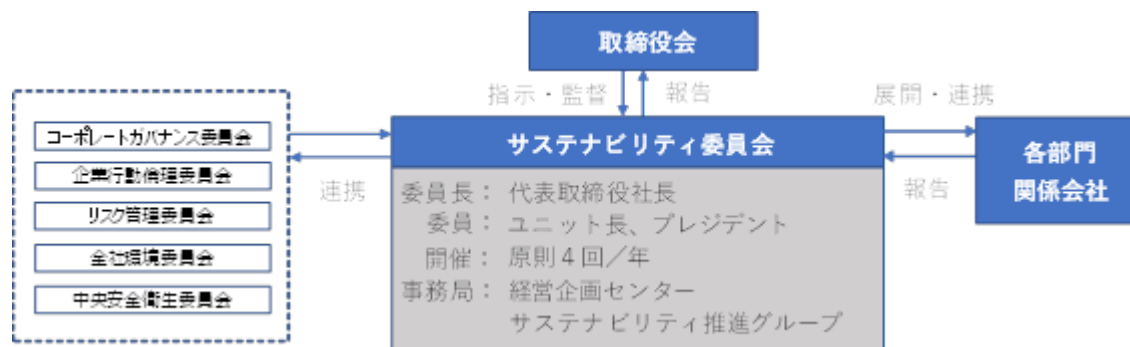 取締役会
指示・監督
報告
展開・連携
コーポレートガバナンス委員会
企業行動倫理委員会
リスク管理委員会
全社環境委員会
中央安全衛生委員会
連携
サステナビリティ委員会
委員長： 代表取締役社長
委員： ユニット長、プレジデント
開催： 原則４回／年
事務局： 経営企画センター
サステナビリティ推進グループ
報告
各部門
関係会社